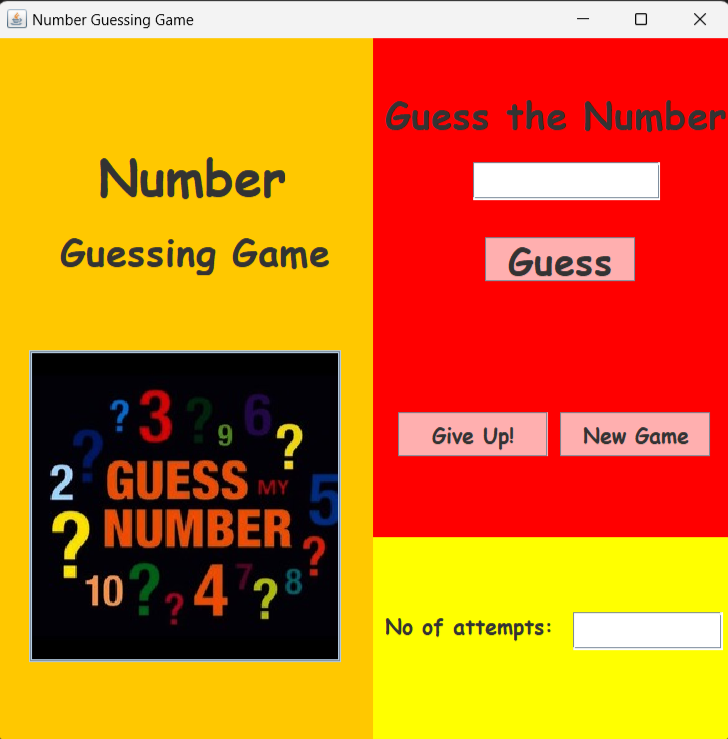 Number Guessing Game
Number
Guessing Game
? 3 ? 9 6 ?
? 2 GUESS MY 5
? NUMBER ?
10 ? ? 4 7 ? 8
Guess the Number
Guess
Give Up!
New Game
No of attempts: